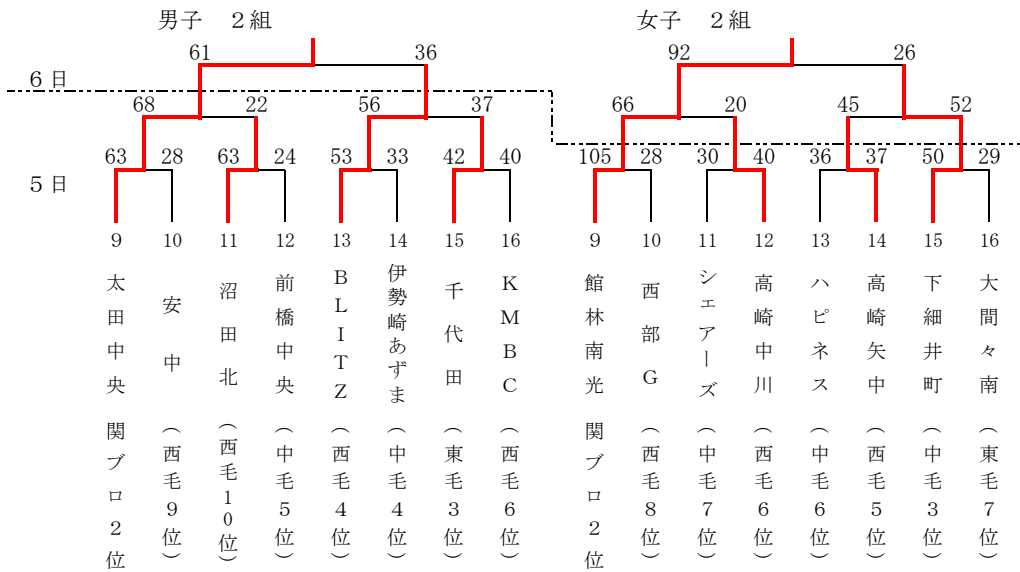 男子　２組
女子　２組
61
36
92
26
６日
68
22
56
37
66
20
45
52
63
28
63
24
53
33
42
40
105
28
30
40
36
37
50
29
５日
9
10
11
12
13
14
15
16
9
10
11
12
13
14
15
16
太田中央　関ブロ２位
安中（西毛９位）
沼田北（西毛１０位）
前橋中央（中毛５位）
ＢＬＩＴＺ（西毛４位）
伊勢崎あずま（中毛４位）
千代田（東毛３位）
ＫＭＢＣ（西毛６位）
館林南光　関ブロ２位
西部Ｇ（西毛８位）
シェアーズ（中毛７位）
高崎中川（西毛６位）
ハピネス（中毛６位）
高崎矢中（西毛５位）
下細井町（中毛３位）
大間々南（東毛７位）